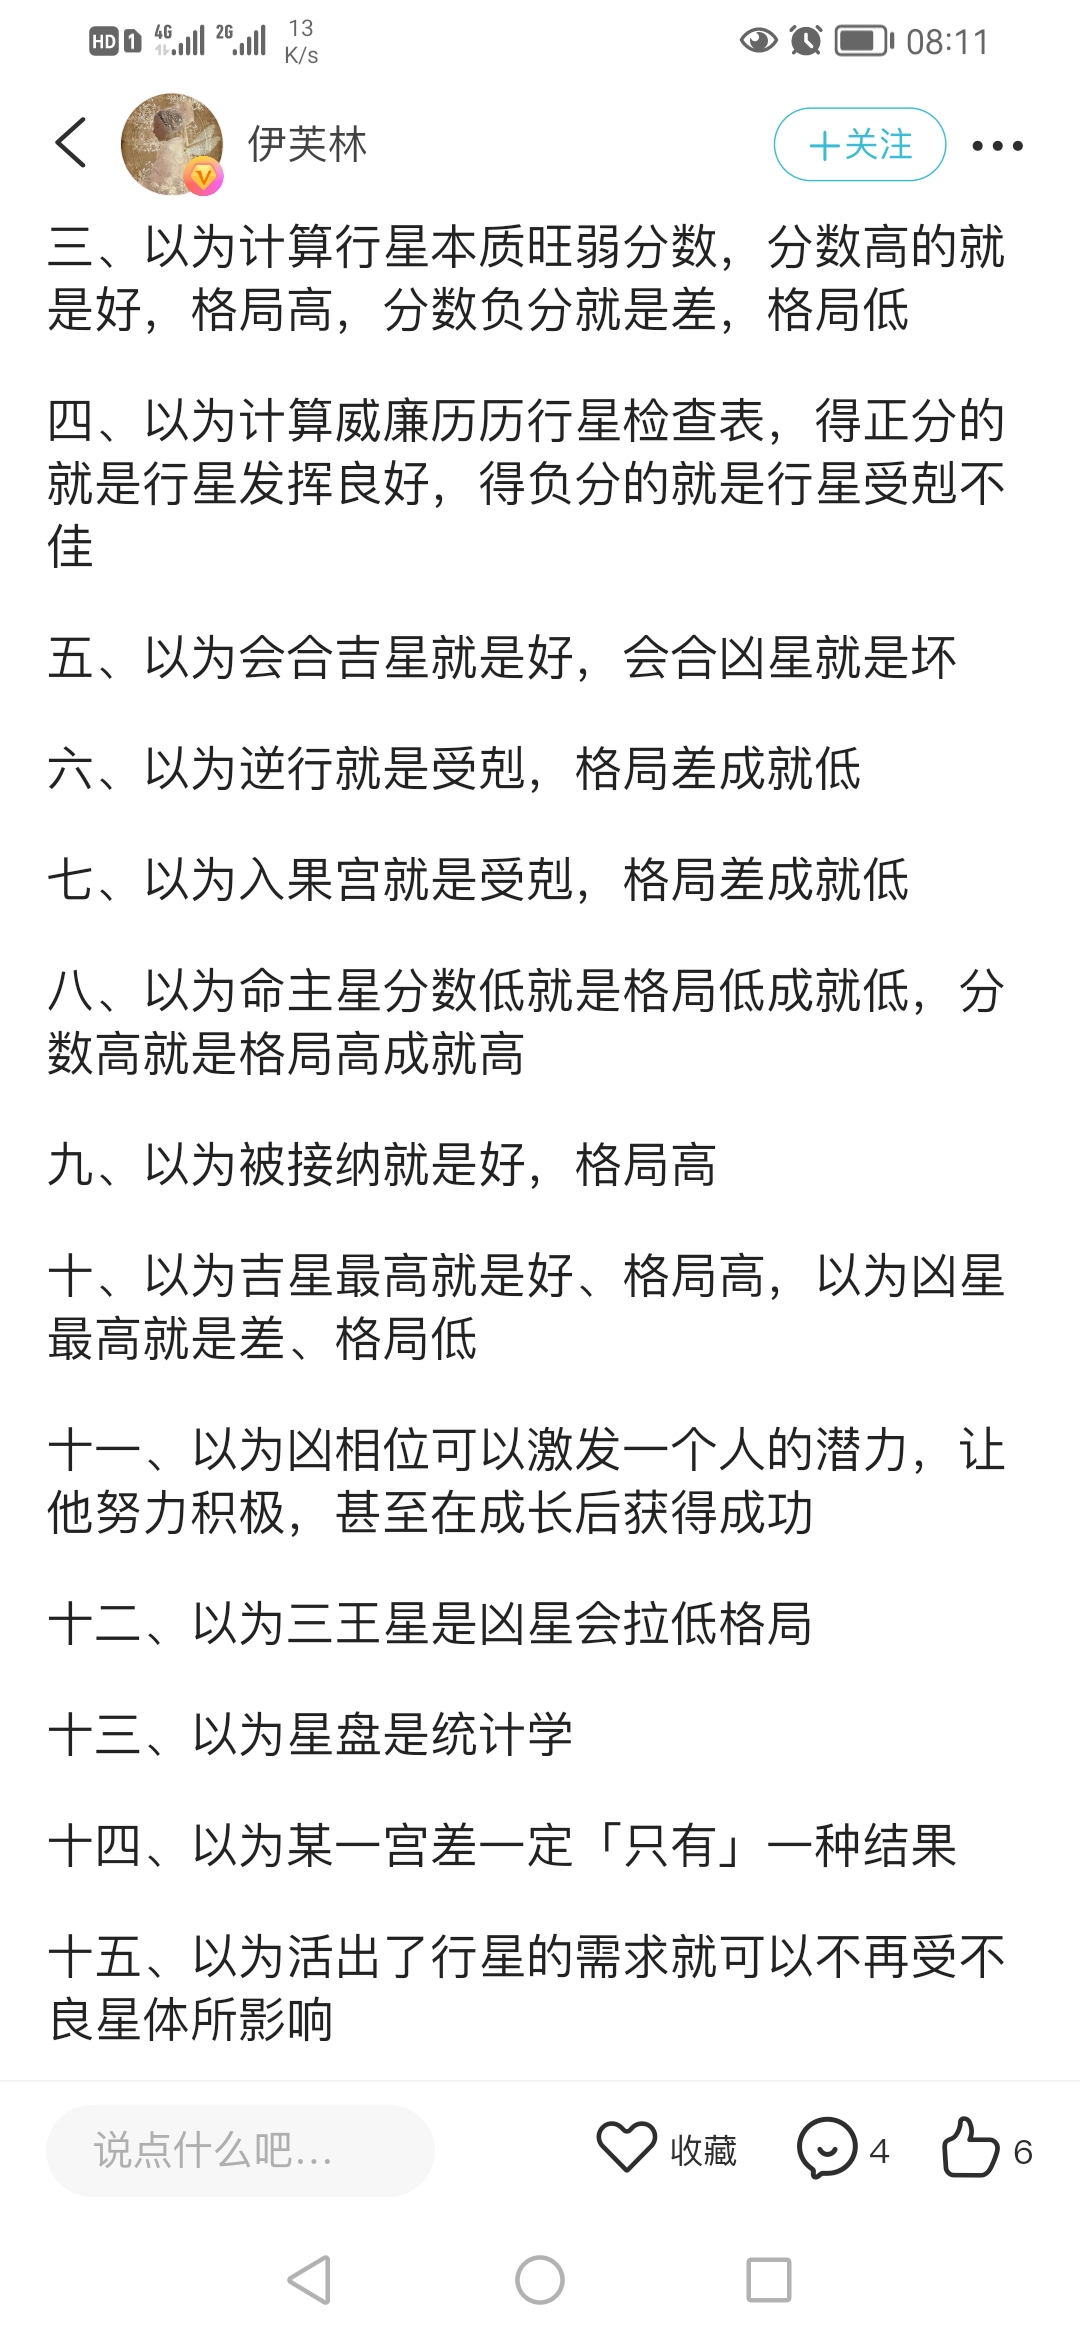 HD 1 4G 2G 13 K/s 08:11
伊芙林
+关注
三、以为计算行星本质旺弱分数，分数高的就
是好，格局高，分数负分就是差，格局低
四、以为计算威廉历历行星检查表，得正分的
就是行星发挥良好，得负分的就是行星受剋不
佳
五、以为会合吉星就是好，会合凶星就是坏
六、以为逆行就是受剋，格局差成就低
七、以为入果宫就是受剋，格局差成就低
八、以为命主星分数低就是格局低成就低，分
数高就是格局高成就高
九、以为被接纳就是好，格局高
十、以为吉星最高就是好、格局高，以为凶星
最高就是差、格局低
十一、以为凶相位可以激发一个人的潜力，让
他努力积极，甚至在成长后获得成功
十二、以为三王星是凶星会拉低格局
十三、以为星盘是统计学
十四、以为某一宫差一定「只有」一种结果
十五、以为活出了行星的需求就可以不再受不
良星体所影响
说点什么吧...
收藏
4
6